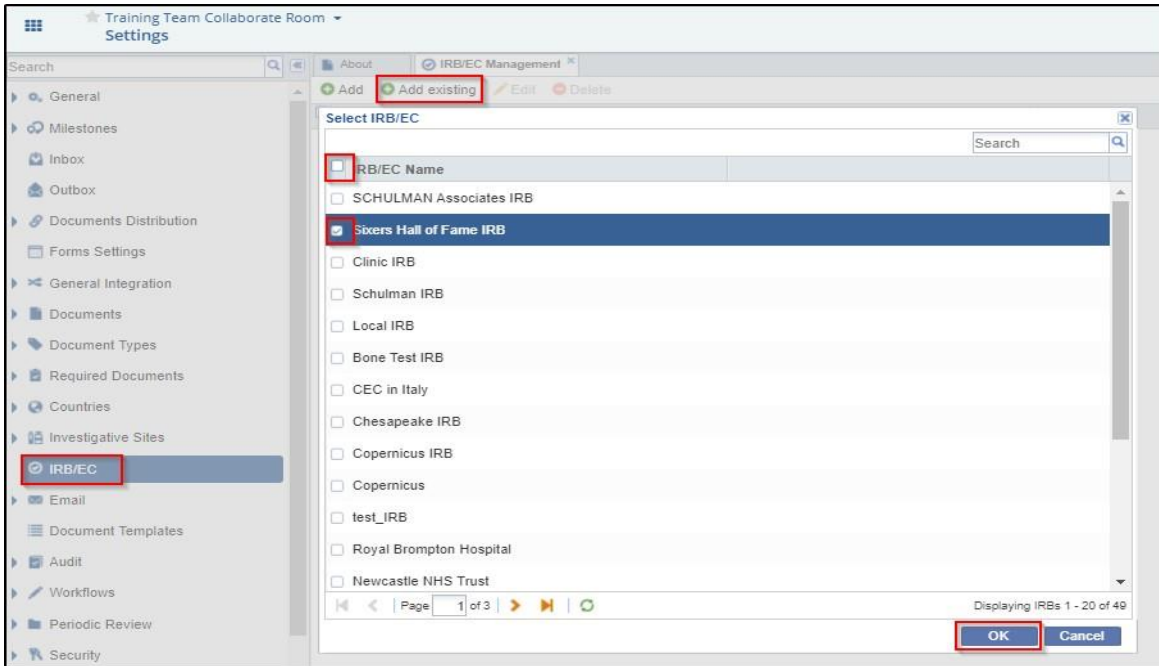 Training Team Collaborate Room
Settings
Search
General
Milestones
Inbox
Outbox
Documents Distribution
Forms Settings
General Integration
Documents
Document Types
Required Documents
Countries
Investigative Sites
IRB/EC
Email
Document Templates
Audit
Workflows
Periodic Review
Security
About
IRB/EC Management
Add
Add existing
Edit
Delete
Select IRB/EC
Search
RB/EC Name
SCHULMAN Associates IRB
Sixers Hall of Fame IRB
Clinic IRB
Schulman IRB
Local IRB
Bone Test IRB
CEC in Italy
Chesapeake IRB
Copernicus IRB
Copernicus
test_IRB
Royal Brompton Hospital
Newcastle NHS Trust
Page 1 of 3
Displaying IRBs 1 - 20 of 49
OK
Cancel